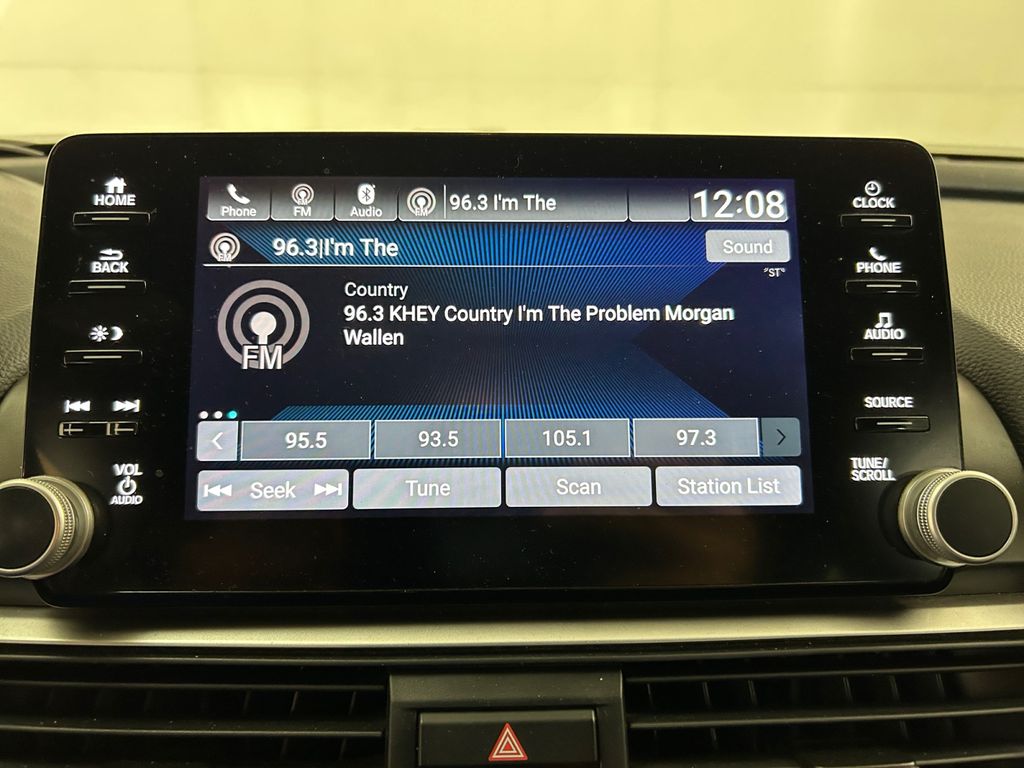 HOME
BACK
VOL
AUDIO
Phone
FM
Audio
FM
96.3 I'm The
12:08
FM
96.3|I'm The
Sound
"ST"
FM
Country
96.3 KHEY Country I'm The Problem Morgan
Wallen
95.5
93.5
105.1
97.3
Seek
Tune
Scan
Station List
CLOCK
PHONE
AUDIO
SOURCE
TUNE/
SCROLL